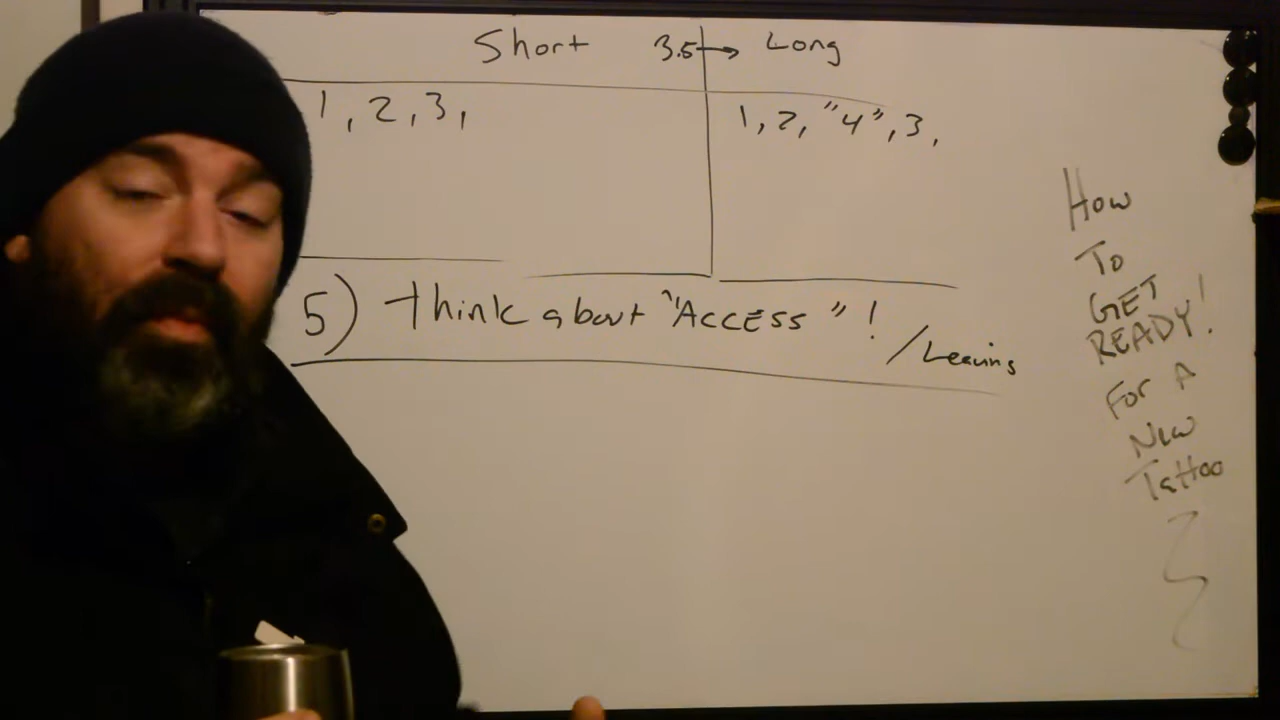 Short 3.5 → Long
1, 2, 3,
1, 2, "4", 3,
5) think about "ACCESS"!
/Leaving
How
To
GET
READY!
For A
New
Tattoo